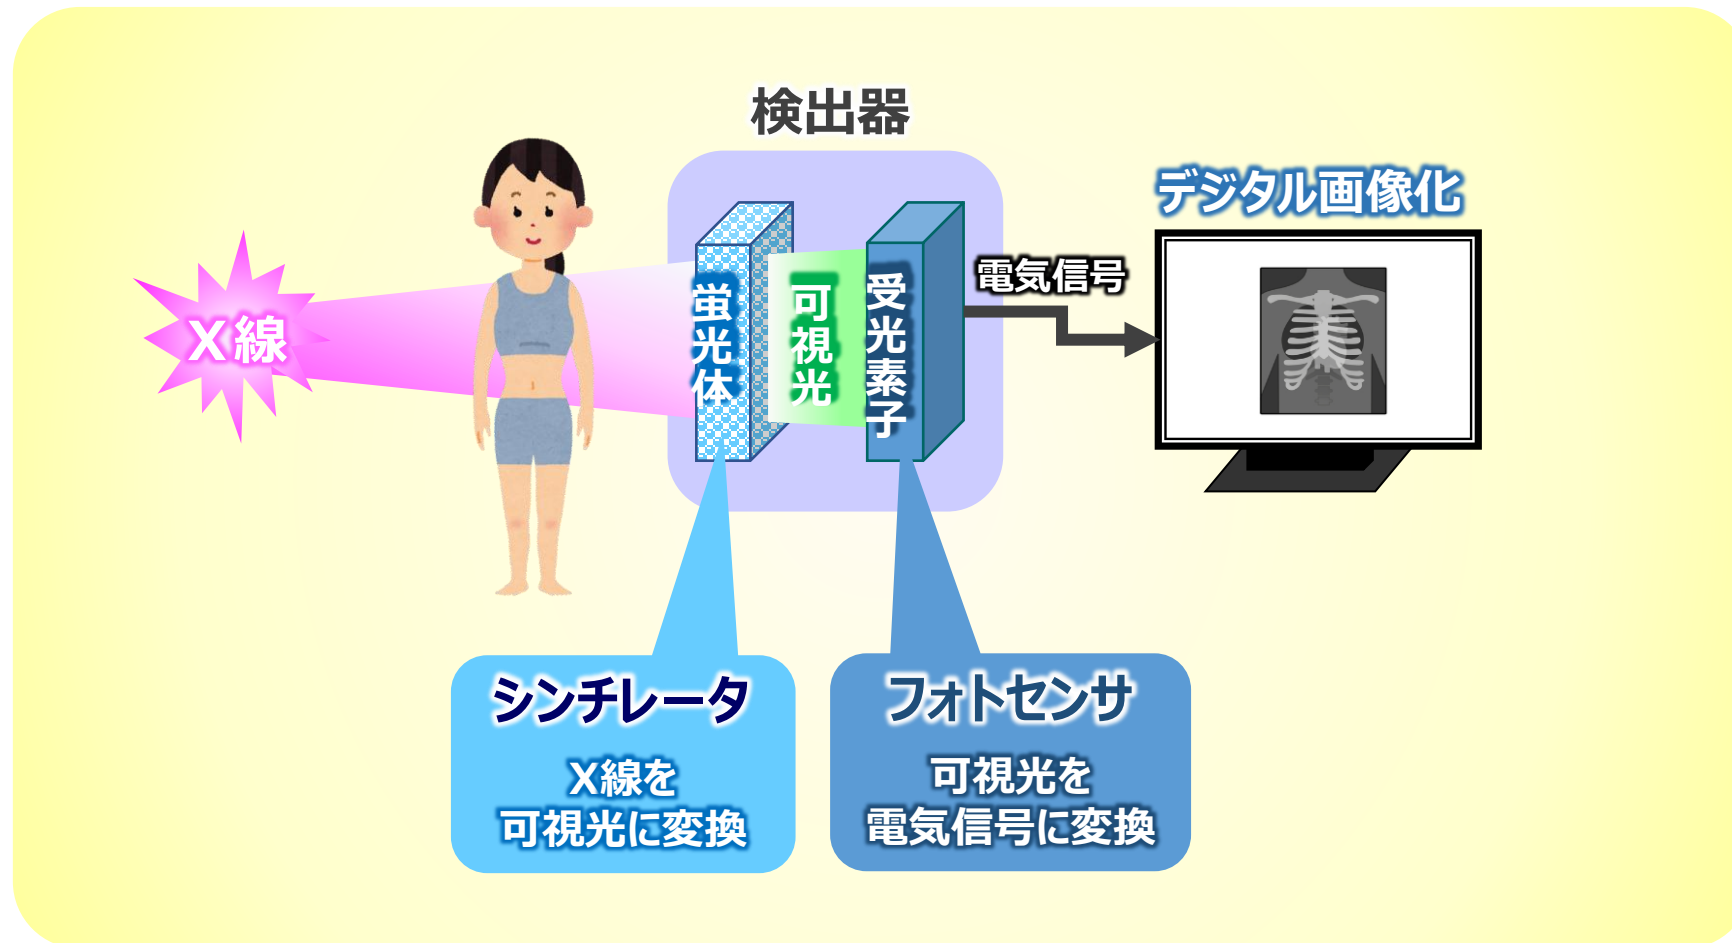 検出器
デジタル画像化
X線
蛍光体
可視光
受光素子
電気信号
シンチレータ
X線を
可視光に変換
フォトセンサ
可視光を
電気信号に変換